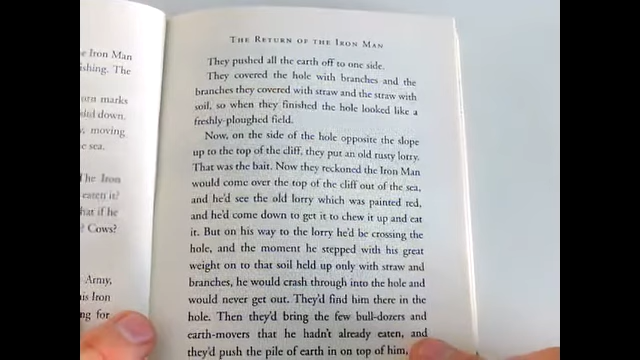 e Iron Man
ishing. The
orn marks
down.
moving
e sea.
The Iron
eaten it?
hat if he
? Cows?
Army,
is Iron
ng for
THE RETURN OF THE IRON MAN
They pushed all the earth off to one side.
They covered the hole with branches and the
branches they covered with straw and the straw with
soil, so when they finished the hole looked like a
freshly-ploughed field.
Now, on the side of the hole opposite the slope
up to the top of the cliff, they put an old rusty lorry.
That was the bait. Now they reckoned the Iron Man
would come over the top of the cliff out of the sea,
and he'd see the old lorry which was painted red,
and he'd come down to get it to chew it up and eat
it. But on his way to the lorry he'd be crossing the
hole, and the moment he stepped with his great
weight on to that soil held up only with straw and
branches, he would crash through into the hole and
would never get out. They'd find him there in the
hole. Then they'd bring the few bull-dozers and
earth-movers that he hadn't already eaten, and
they'd push the pile of earth in on top of him,